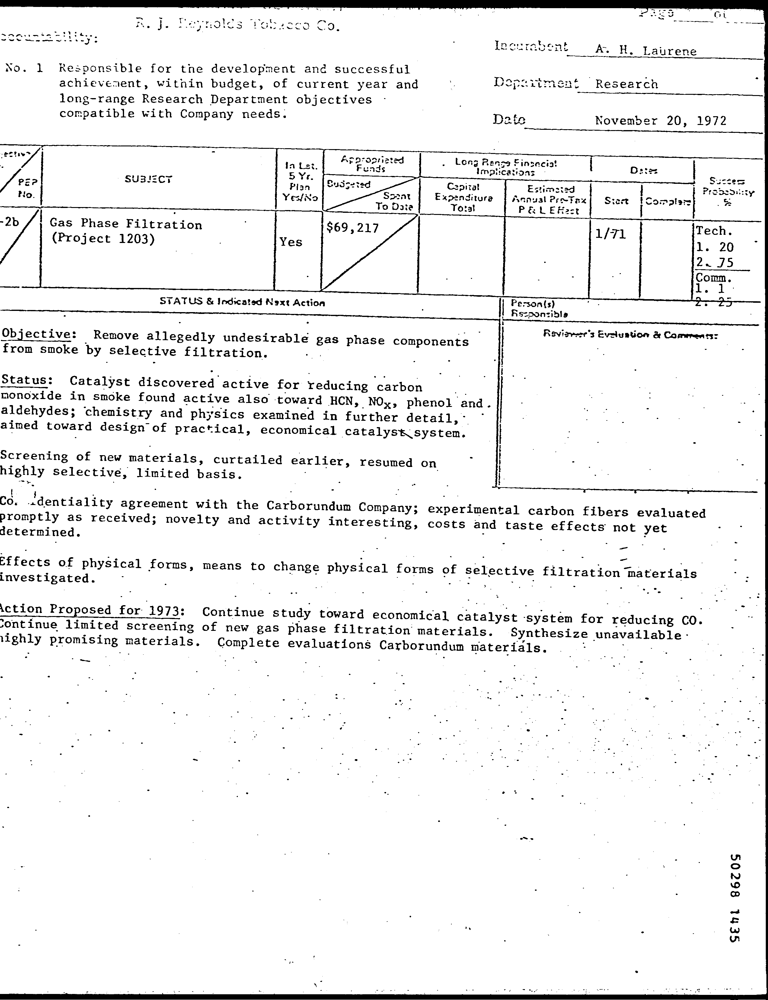 Page of
R. J. Reynolds Tobacco Co.
ccountability:
Incumbent A. H. Laurene
No. 1 Responsible for the development and successful
achievement, within budget, of current year and
long-range Research Department objectives
compatible with Company needs.
Department Research
Date November 20, 1972
PEP
No.
SUBJECT
In Lst.
5 Yr.
Plan
Yes/No
Appropriated
Funds
Budgeted
Spent
To Date
Long Range Financial
Implications
Capital
Expenditure
Total
Estimated
Annual Pre-Tax
P & L Effect
Dates
Start
Complete
Success
Probability
%
-2b
Gas Phase Filtration
(Project 1203)
Yes
$69,217
1/71
Tech.
1. 20
2. 75
Comm.
1. 1
2. 25
STATUS & Indicated Next Action
Person(s)
Responsible
Reviewer's Evaluation & Comments:
Objective: Remove allegedly undesirable gas phase components
from smoke by selective filtration.
Status: Catalyst discovered active for reducing carbon
monoxide in smoke found active also toward HCN, NOx, phenol and
aldehydes; chemistry and physics examined in further detail,
aimed toward design of practical, economical catalyst system.
Screening of new materials, curtailed earlier, resumed on
highly selective, limited basis.
Co. identiality agreement with the Carborundum Company; experimental carbon fibers evaluated
promptly as received; novelty and activity interesting, costs and taste effects not yet
determined.
Effects of physical forms, means to change physical forms of selective filtration materials
investigated.
Action Proposed for 1973: Continue study toward economical catalyst system for reducing CO.
Continue limited screening of new gas phase filtration materials. Synthesize unavailable
highly promising materials. Complete evaluations Carborundum materials.
50298 1435